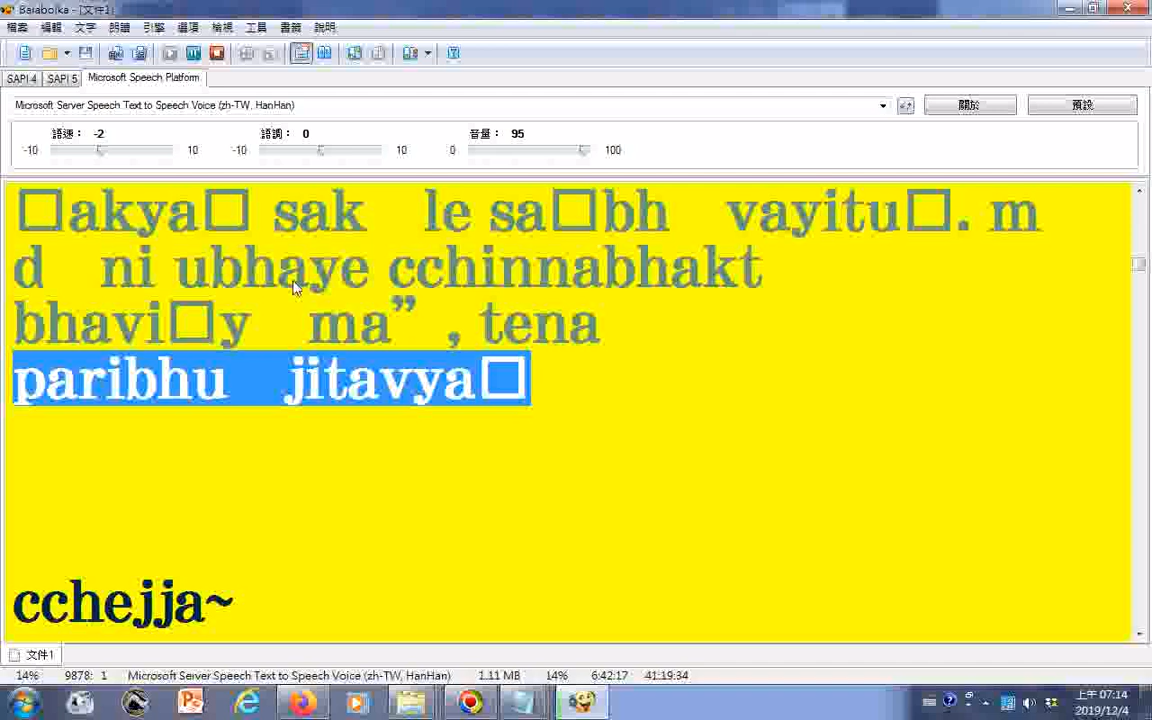 Balabolka - [文件1]
檔案 編輯 文字 朗讀 引擎 選項 檢視 工具 書籤 說明
SAPI 4 SAPI 5 Microsoft Speech Platform
Microsoft Server Speech Text to Speech Voice (zh-TW, HanHan) 關於 預設
語速： -2 語調： 0 音量： 95
-10 10 -10 10 0 100
□akya□ sak le sa□bh vayitu□. m
d ni ubhaye cchinnabhakt
bhavi□y ma”, tena
paribhu jitavya□
cchejja~
文件1
14% 9878: 1 Microsoft Server Speech Text to Speech Voice (zh-TW, HanHan) 1.11 MB 14% 6:42:17 41:19:34
上午 07:14
2019/12/4